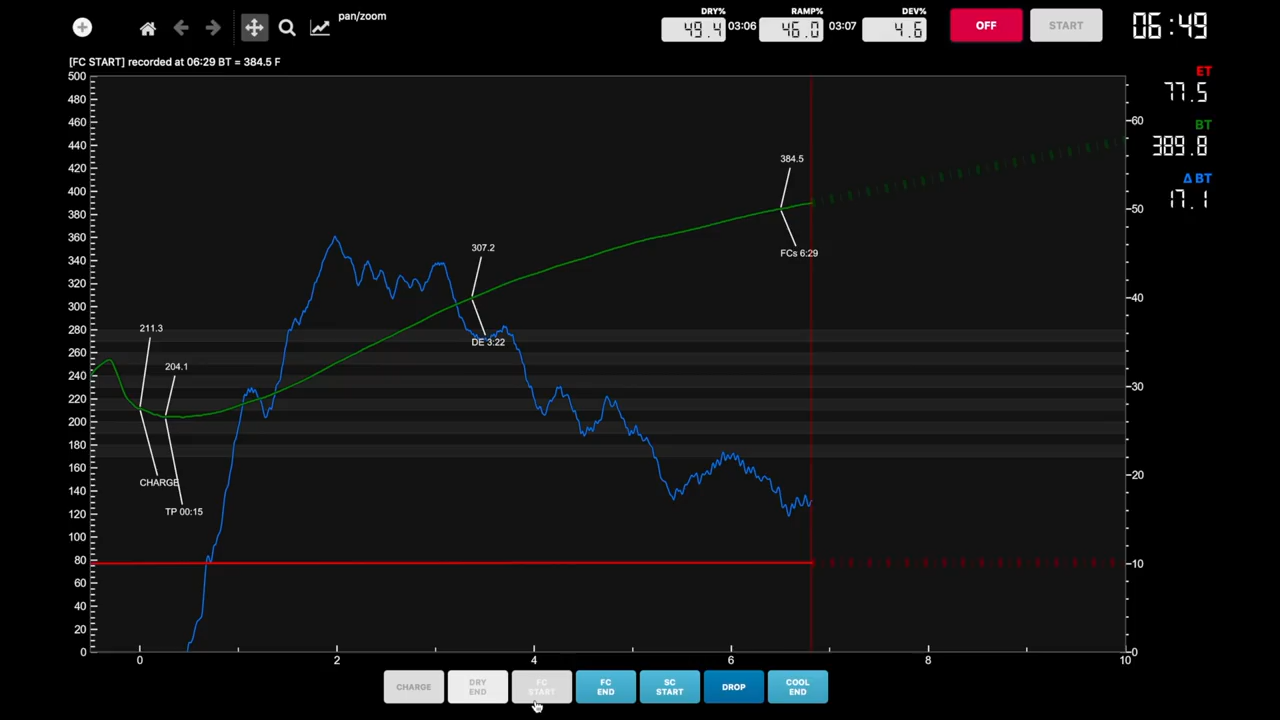 pan/zoom
DRY%
49.4
03:06
RAMP%
46.0
03:07
DEV%
4.6
OFF
START
06:49
[FC START] recorded at 06:29 BT = 384.5 F
ET
77.5
BT
389.8
Δ BT
17.1
500
480
460
440
420
400
380
360
340
320
300
280
260
240
220
200
180
160
140
120
100
80
60
40
20
0
60
50
40
30
20
10
0
384.5
FCs 6:29
307.2
DE 3:22
211.3
204.1
CHARGE
TP 00:15
0
2
4
6
8
10
CHARGE
DRY
END
FC
START
FC
END
SC
START
DROP
COOL
END